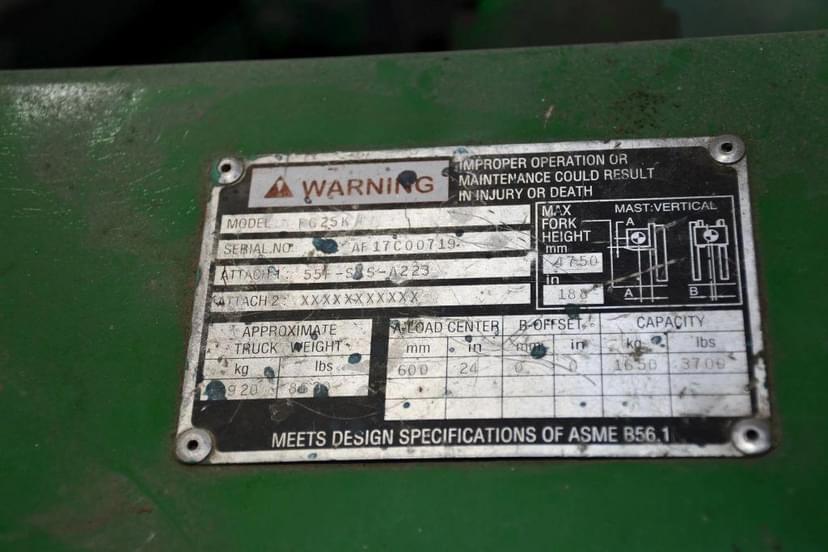 WARNING
IMPROPER OPERATION OR
MAINTENANCE COULD RESULT
IN INJURY OR DEATH
MODEL
SERIAL NO. AF17C00719
ATTACH 1: 55F-S S-A223
ATTACH 2: XXXXXXXXXXX
MAX
FORK
HEIGHT
mm
4750
in
188
MAST:VERTICAL
A
A
B
APPROXIMATE
TRUCK WEIGHT
kg lbs
A-LOAD CENTER B-OFFSET CAPACITY
mm in mm in kg lbs
600 24 0 0 1650 3700
MEETS DESIGN SPECIFICATIONS OF ASME B56.1